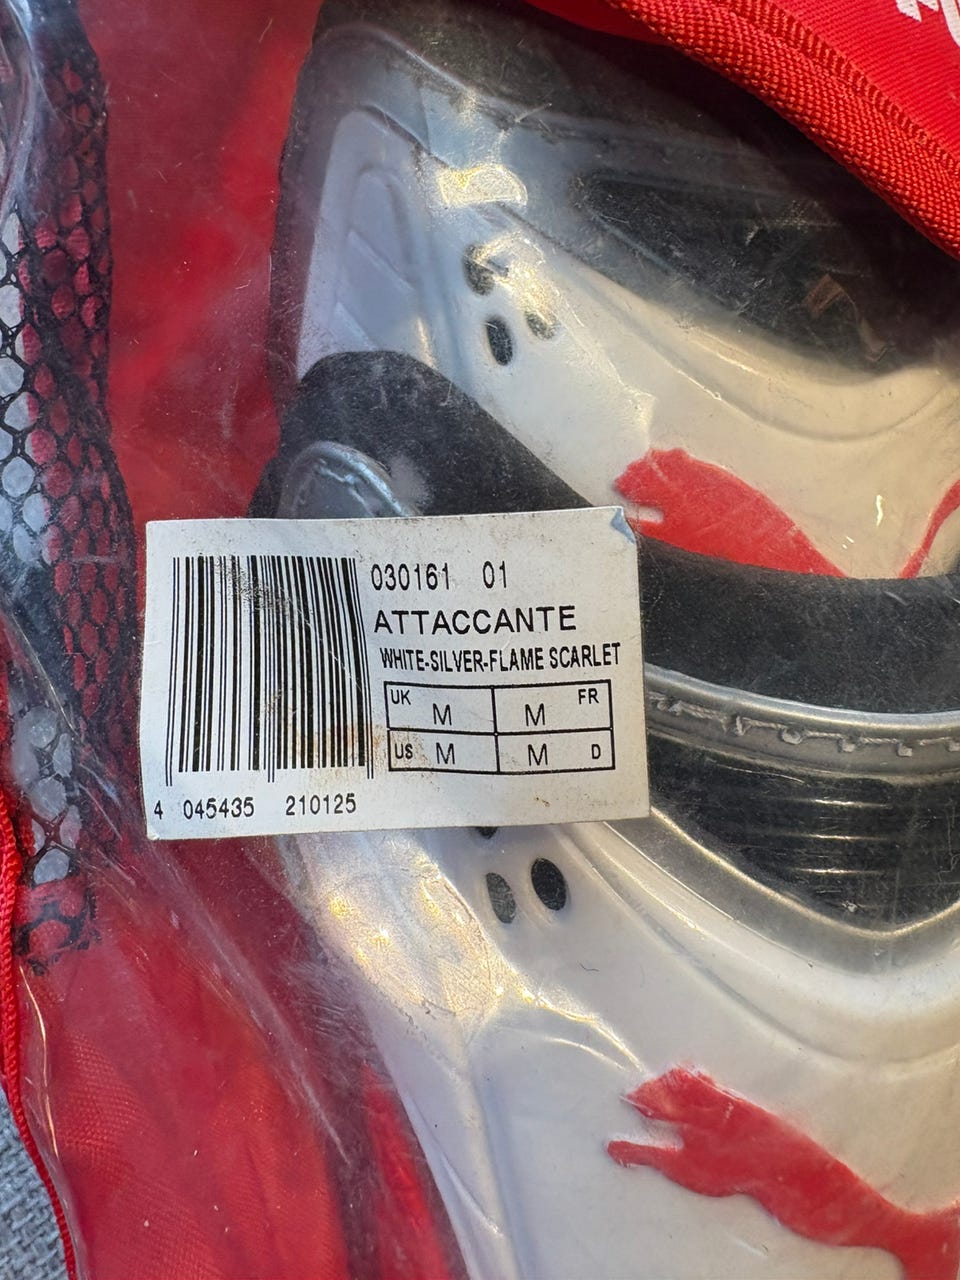 030161 01
ATTACCANTE
WHITE-SILVER-FLAME SCARLET
UK M M FR
US M M D
4 045435 210125